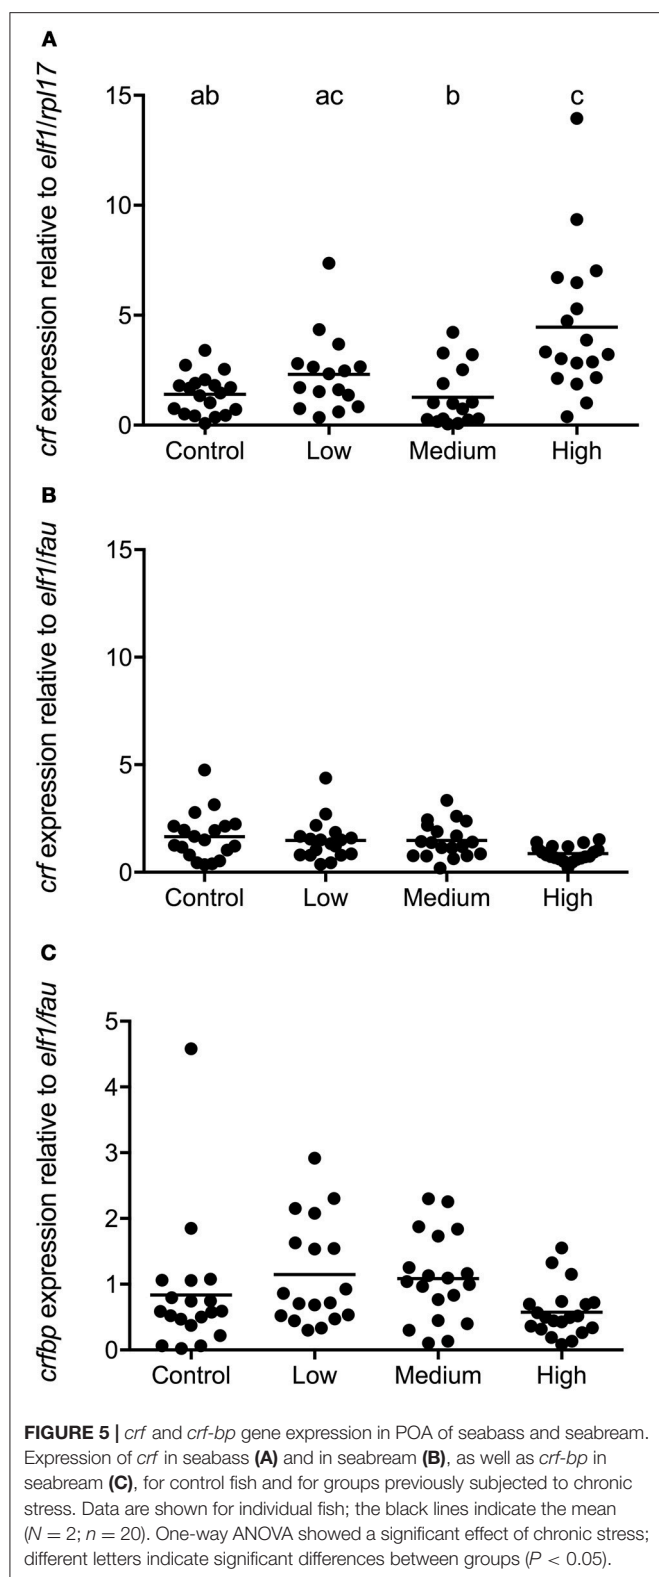 A
crf expression relative to elf1/rpl17
15
10
5
0
ab ac b c
Control Low Medium High
B
crf expression relative to elf1/fau
15
10
5
0
Control Low Medium High
C
crfbp expression relative to elf1/fau
5
4
3
2
1
0
Control Low Medium High
FIGURE 5 | crf and crf-bp gene expression in POA of seabass and seabream.
Expression of crf in seabass (A) and in seabream (B), as well as crf-bp in
seabream (C), for control fish and for groups previously subjected to chronic
stress. Data are shown for individual fish; the black lines indicate the mean
(N = 2; n = 20). One-way ANOVA showed a significant effect of chronic stress;
different letters indicate significant differences between groups (P < 0.05).